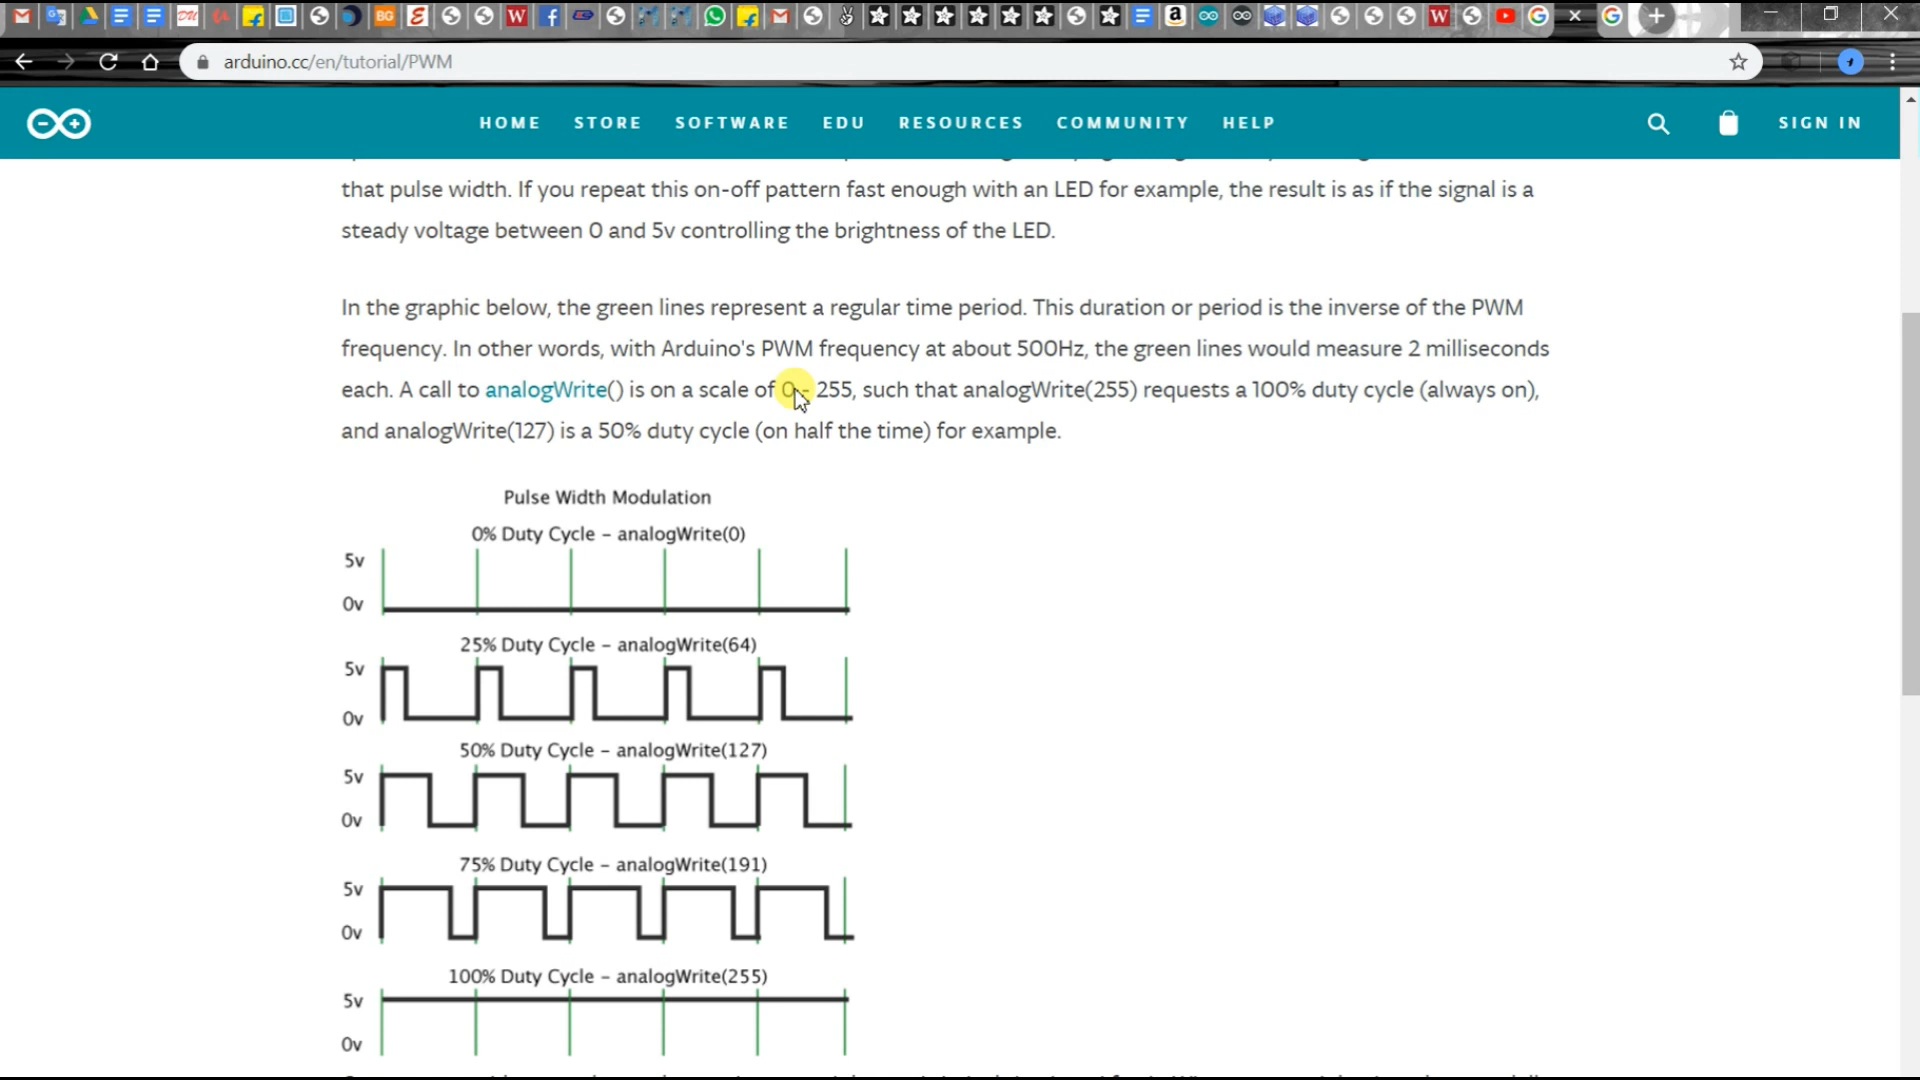 arduino.cc/en/tutorial/PWM
HOME STORE SOFTWARE EDU RESOURCES COMMUNITY HELP SIGN IN
that pulse width. If you repeat this on-off pattern fast enough with an LED for example, the result is as if the signal is a
steady voltage between 0 and 5v controlling the brightness of the LED.
In the graphic below, the green lines represent a regular time period. This duration or period is the inverse of the PWM
frequency. In other words, with Arduino's PWM frequency at about 500Hz, the green lines would measure 2 milliseconds
each. A call to analogWrite() is on a scale of 0 - 255, such that analogWrite(255) requests a 100% duty cycle (always on),
and analogWrite(127) is a 50% duty cycle (on half the time) for example.
Pulse Width Modulation
0% Duty Cycle – analogWrite(0)
5v
0v
25% Duty Cycle – analogWrite(64)
5v
0v
50% Duty Cycle – analogWrite(127)
5v
0v
75% Duty Cycle – analogWrite(191)
5v
0v
100% Duty Cycle – analogWrite(255)
5v
0v